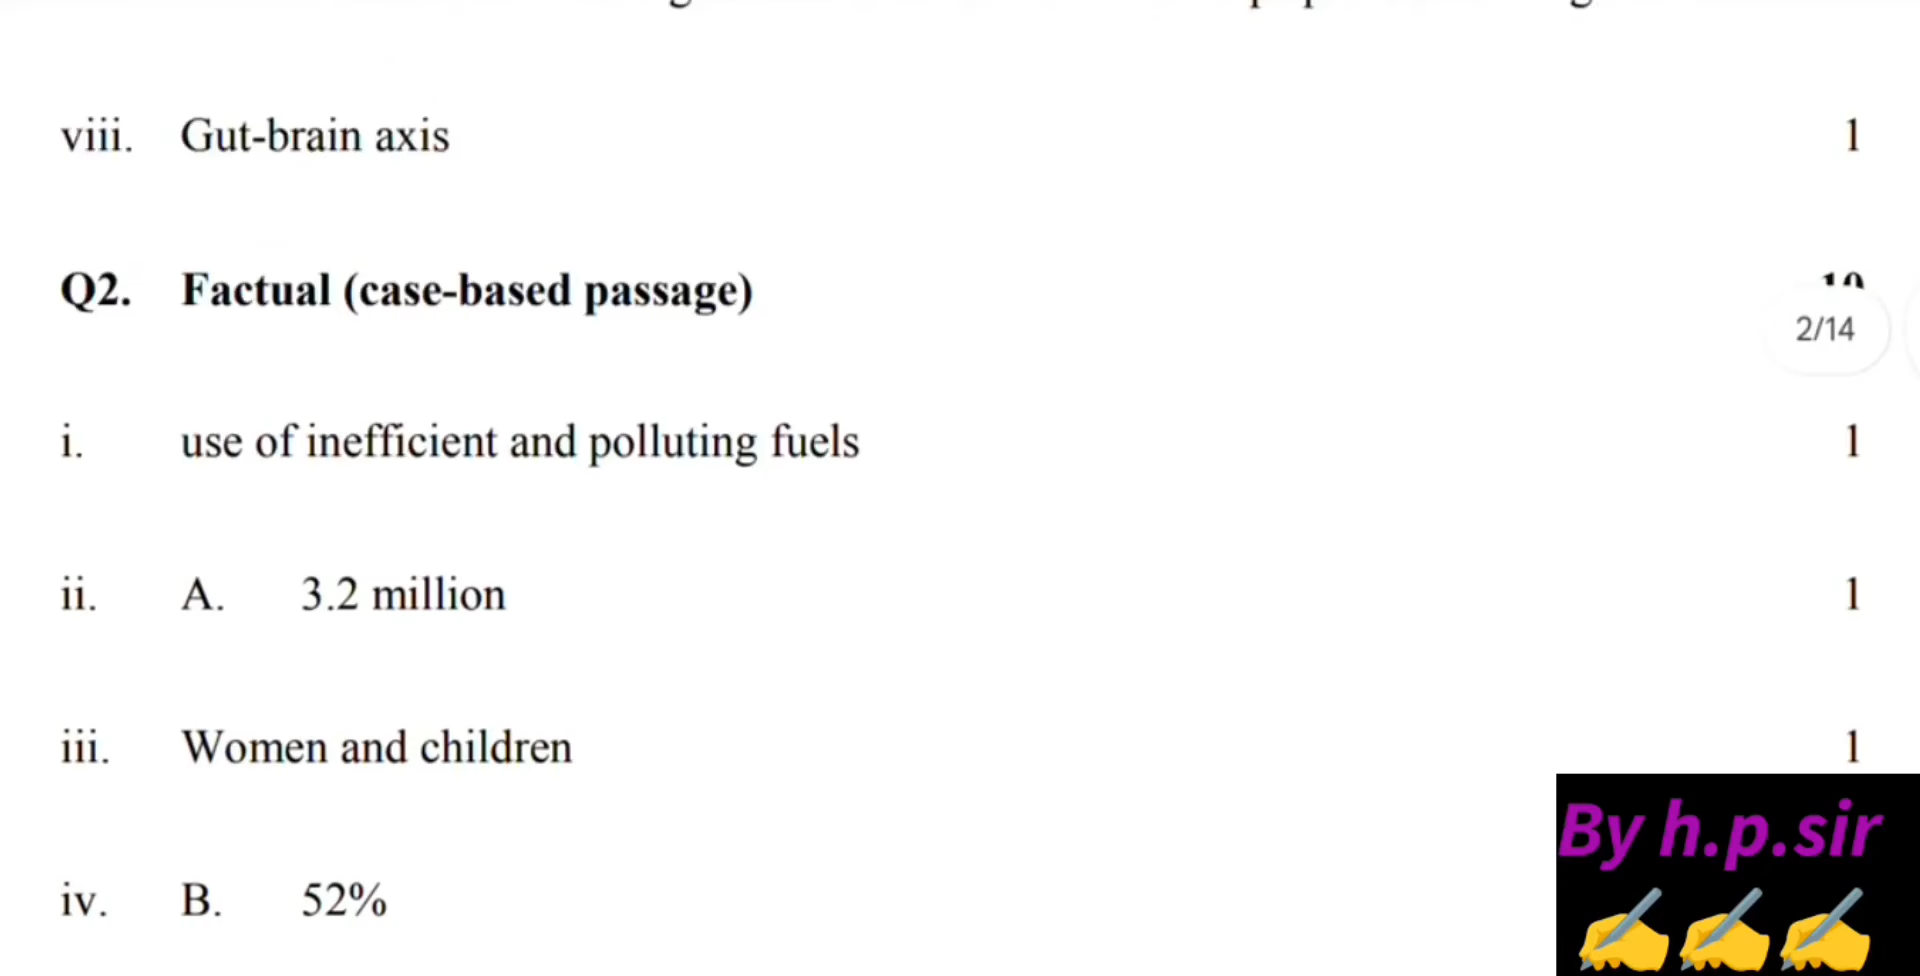 viii. Gut-brain axis 1
Q2. Factual (case-based passage)
2/14
i. use of inefficient and polluting fuels 1
ii. A. 3.2 million 1
iii. Women and children 1
By h.p.sir
iv. B. 52%